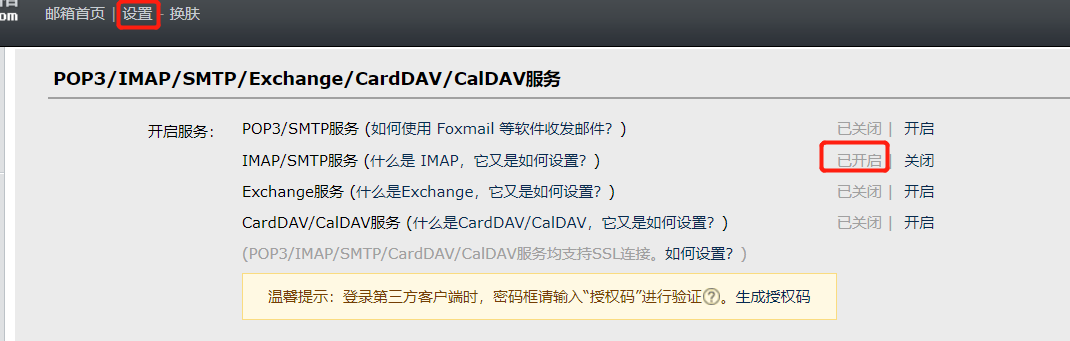 om 邮箱首页 | 设置 - 换肤
POP3/IMAP/SMTP/Exchange/CardDAV/CalDAV服务
开启服务： POP3/SMTP服务 (如何使用 Foxmail 等软件收发邮件？) 已关闭 | 开启
IMAP/SMTP服务 (什么是 IMAP，它又是如何设置？) 已开启 | 关闭
Exchange服务 (什么是Exchange，它又是如何设置？) 已关闭 | 开启
CardDAV/CalDAV服务 (什么是CardDAV/CalDAV，它又是如何设置？) 已关闭 | 开启
(POP3/IMAP/SMTP/CardDAV/CalDAV服务均支持SSL连接。如何设置？)
温馨提示：登录第三方客户端时，密码框请输入“授权码”进行验证?。生成授权码